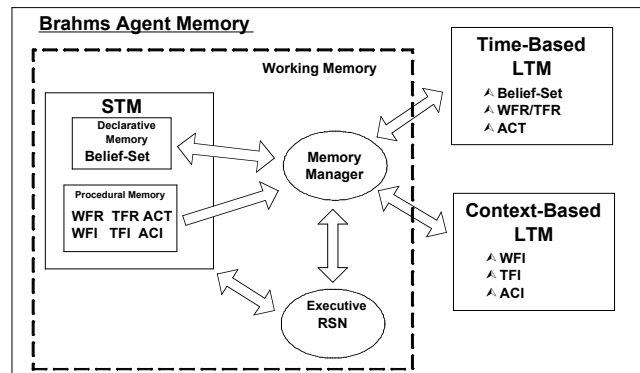 Brahms Agent Memory
Working Memory
STM
Declarative
Memory
Belief-Set
Procedural Memory
WFR TFR ACT
WFI TFI ACI
Memory
Manager
Executive
RSN
Time-Based
LTM
Belief-Set
WFR/TFR
ACT
Context-Based
LTM
WFI
TFI
ACI